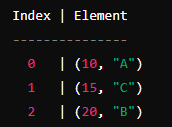 Index | Element
---------------
0 | (10, "A")
1 | (15, "C")
2 | (20, "B")